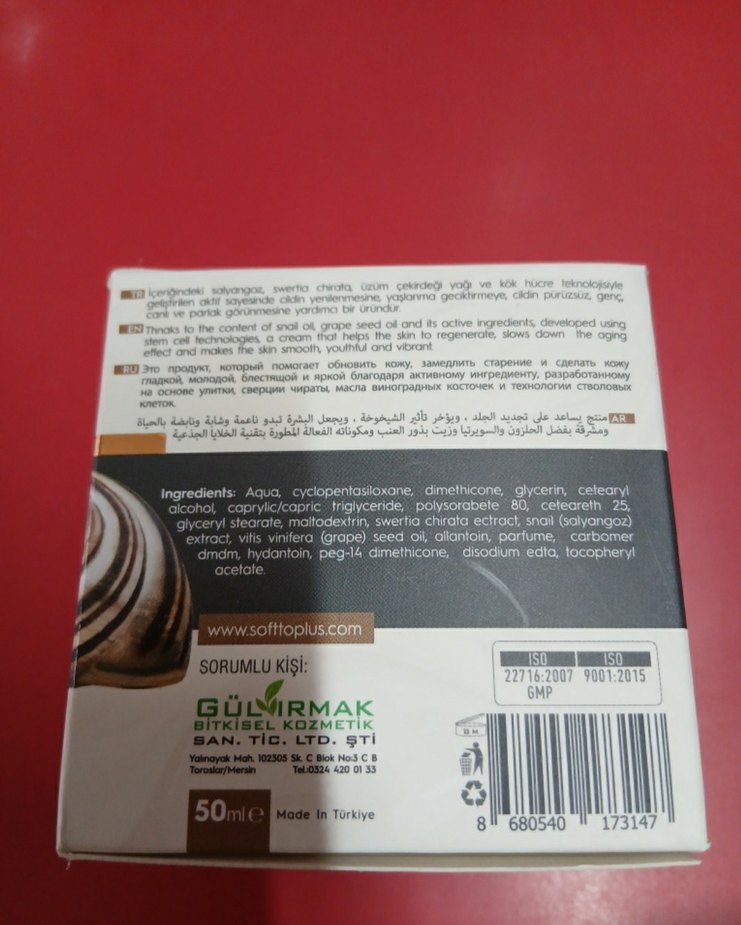 TR İçeriğindeki salyangoz, swertia chirata, üzüm çekirdeği yağı ve kök hücre teknolojisiyle
geliştirilen aktif sayesinde cildin yenilenmesine, yaşlanma geciktirmeye, cildin pürüzsüz, genç,
canlı ve parlak görünmesine yardıma bir üründür.
EN Thnaks to the content of snail oil, grape seed oil and its active ingredients, developed using
stem cell technologies, a cream that helps the skin to regenerate, slows down the aging
effect and makes the skin smooth, youthful and vibrant
RU Это продукт, который помогает обновить кожу, замедлить старение и сделать кожу
гладкой, молодой, блестящей и яркой благодаря активному ингредиенту, разработанному
на основе улитки, сверции чираты, масла виноградных косточек и технологии стволовых
клеток.
AR منتج يساعد على تجديد الجلد ، ويؤخر تأثير الشيخوخة ، ويجعل البشرة تبدو ناعمة وشابة ونابضة بالحياة
ومشرقة بفضل الحلزون والسويرتيا وزيت بذور العنب ومكوناته الفعالة المطورة بتقنية الخلايا الجذعية
Ingredients: Aqua, cyclopentasiloxane, dimethicone, glycerin, cetearyl
alcohol, caprylic/capric triglyceride, polysorabete 80, ceteareth 25,
glyceryl stearate, maltodextrin, swertia chirata ectract, snail (salyangoz)
extract, vitis vinifera (grape) seed oil, allantoin, parfume, carbomer
dmdm, hydantoin, peg-14 dimethicone, disodium edta, tocopheryl
acetate.
www.softtoplus.com
SORUMLU KİŞİ:
GÜLIRMAK
BİTKİSEL KOZMETİK
SAN. TİC. LTD. ŞTİ
Yalınayak Mah. 102305 Sk. C Blok No:3 C B
Toroslar/Mersin Tel:0324 420 01 33
50ml e Made In Türkiye
ISO ISO
22716:2007 9001:2015
GMP
12 M
8 680540 173147